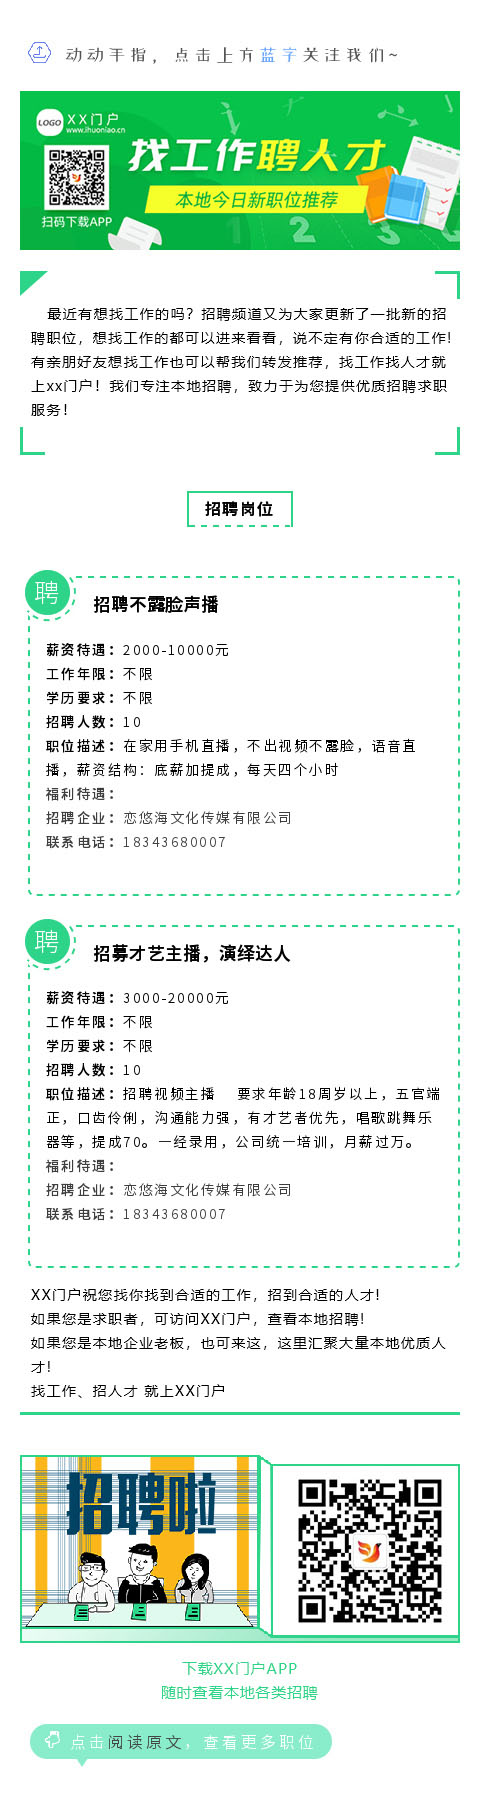 动动手指，点击上方蓝字关注我们~
LOGO XX门户
www.ihuoniao.cn
找工作聘人才
本地今日新职位推荐
扫码下载APP
1 2 3
最近有想找工作的吗？招聘频道又为大家更新了一批新的招
聘职位，想找工作的都可以进来看看，说不定有你合适的工作!
有亲朋好友想找工作也可以帮我们转发推荐，找工作找人才就
上xx门户！我们专注本地招聘，致力于为您提供优质招聘求职
服务！
招聘岗位
聘
招聘不露脸声播
薪资待遇：2000-10000元
工作年限：不限
学历要求：不限
招聘人数：10
职位描述：在家用手机直播，不出视频不露脸，语音直
播，薪资结构：底薪加提成，每天四个小时
福利待遇：
招聘企业：恋悠海文化传媒有限公司
联系电话：18343680007
聘
招募才艺主播，演绎达人
薪资待遇：3000-20000元
工作年限：不限
学历要求：不限
招聘人数：10
职位描述：招聘视频主播 要求年龄18周岁以上，五官端
正，口齿伶俐，沟通能力强，有才艺者优先，唱歌跳舞乐
器等，提成70。一经录用，公司统一培训，月薪过万。
福利待遇：
招聘企业：恋悠海文化传媒有限公司
联系电话：18343680007
XX门户祝您找你找到合适的工作，招到合适的人才!
如果您是求职者，可访问XX门户，查看本地招聘!
如果您是本地企业老板，也可来这，这里汇聚大量本地优质人
才!
找工作、招人才 就上XX门户
招聘啦
下载XX门户APP
随时查看本地各类招聘
点击阅读原文，查看更多职位